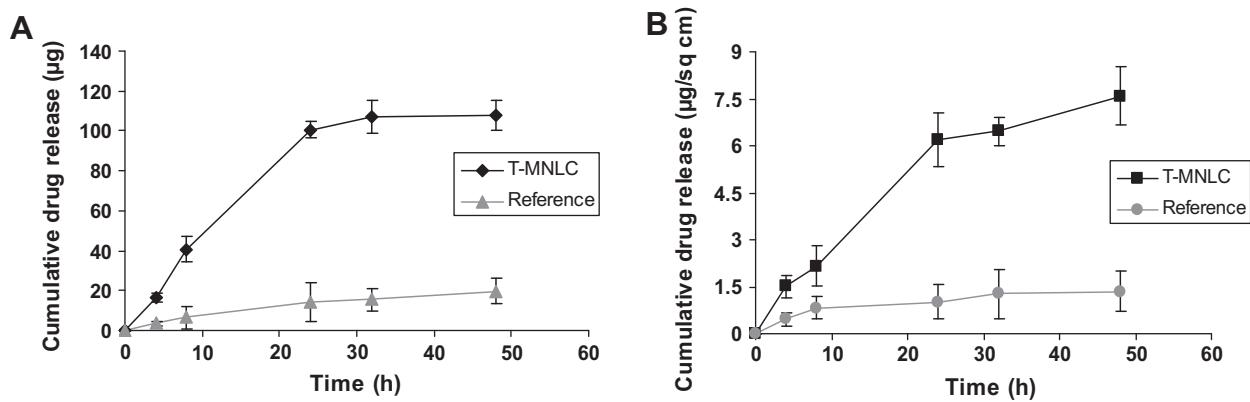 A
Cumulative drug release (µg)
140
120
100
80
60
40
20
0
0 10 20 30 40 50 60
Time (h)
T-MNLC
Reference
B
Cumulative drug release (µg/sq cm)
9
7.5
6
4.5
3
1.5
0
0 10 20 30 40 50 60
Time (h)
T-MNLC
Reference